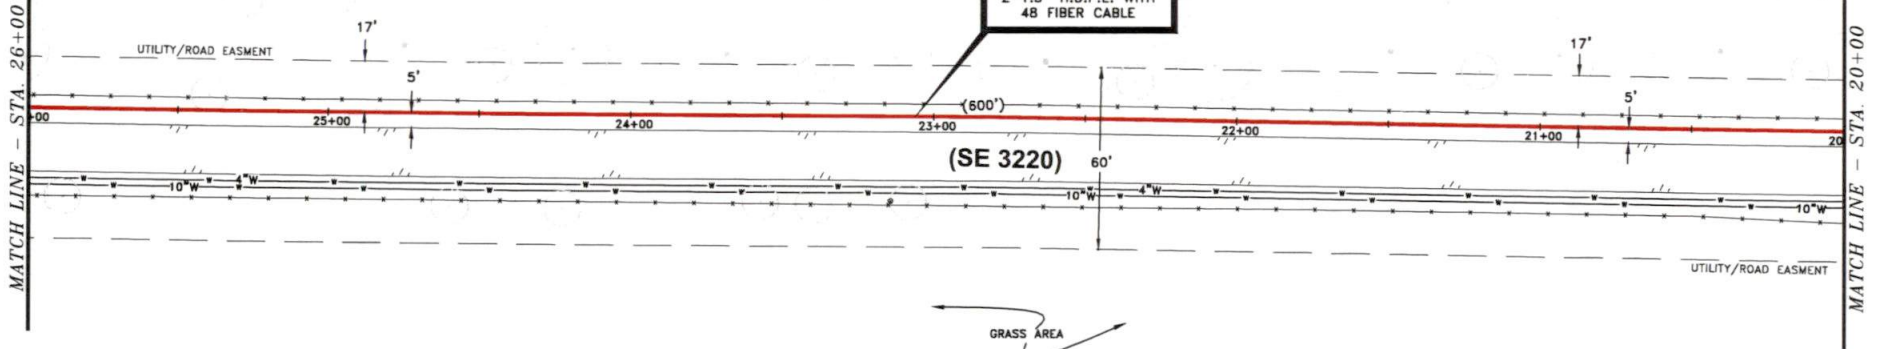 MATCH LINE - STA. 26+00
48 FIBER CABLE
17'
UTILITY/ROAD EASMENT
5'
17'
5'
(600')
+00
25+00
24+00
23+00
22+00
21+00
20
(SE 3220)
60'
W W W W W W W W W W W W W W
10"W
4"W
10"W
4"W
10"W
UTILITY/ROAD EASMENT
GRASS AREA
MATCH LINE - STA. 20+00